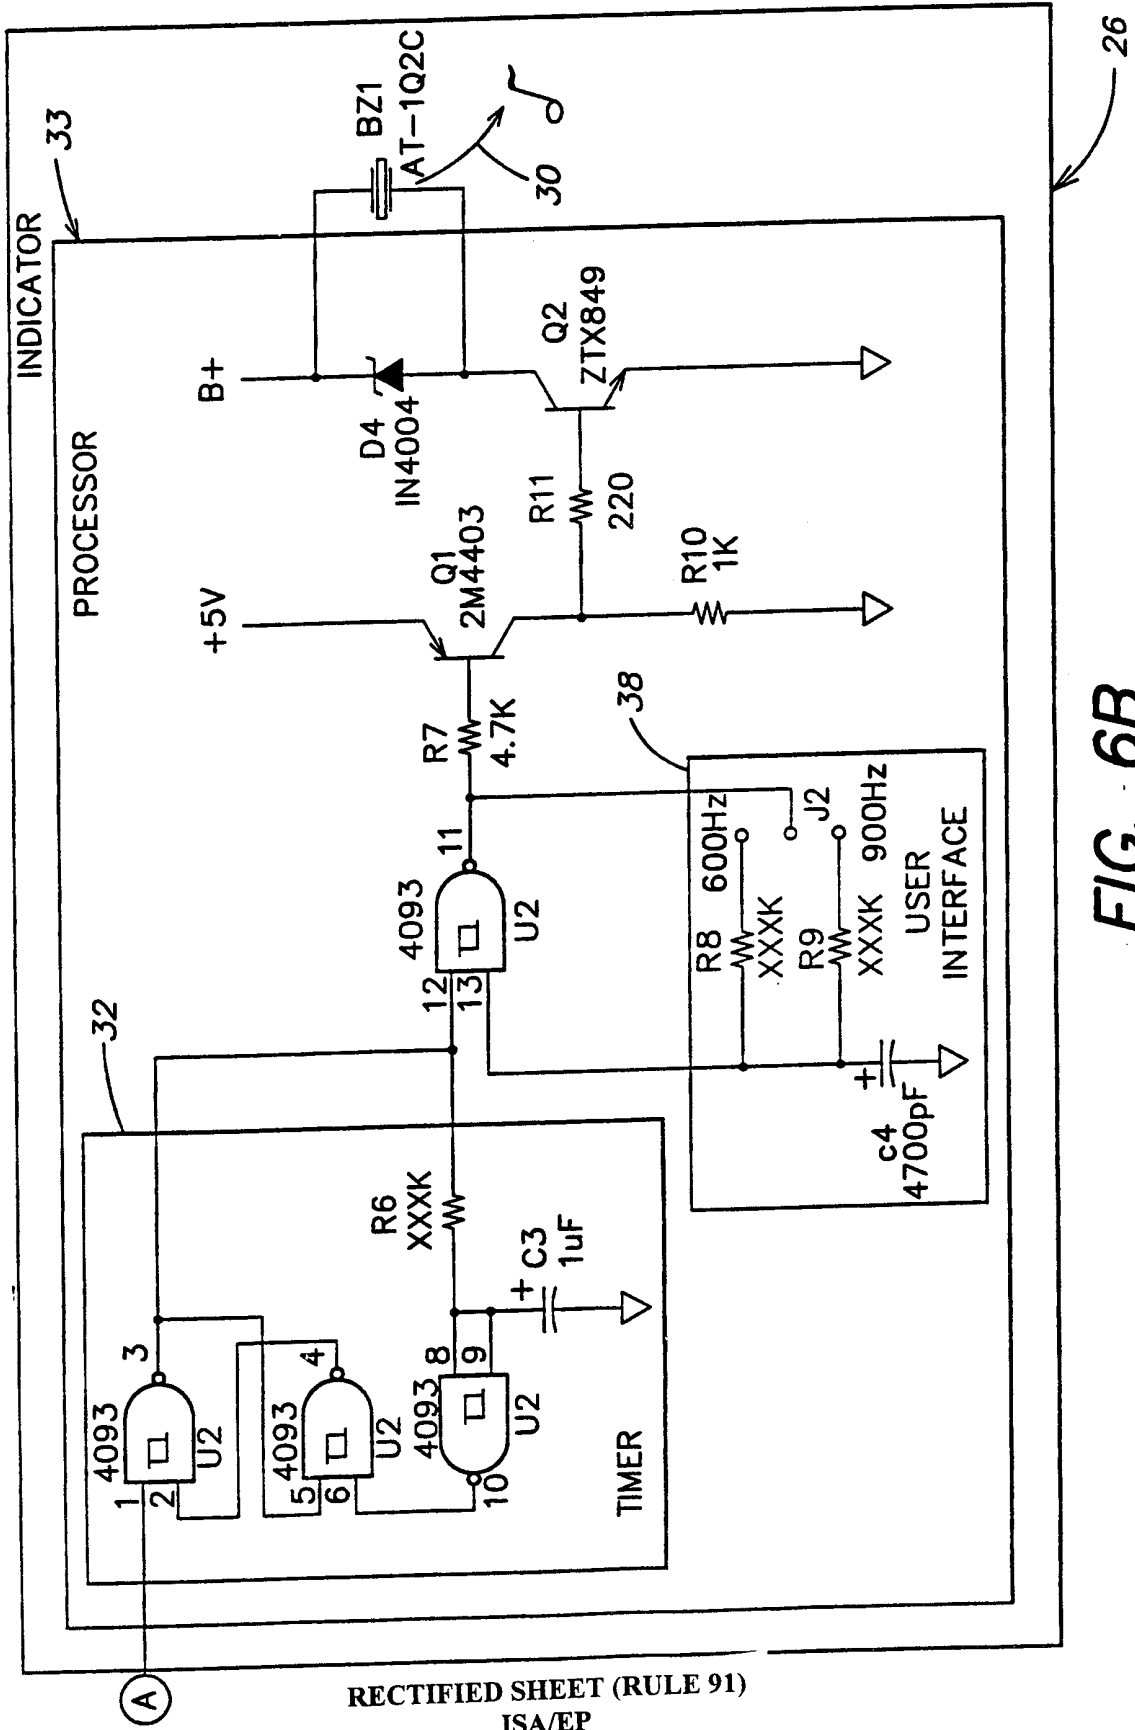 INDICATOR
33
PROCESSOR
B+
+5V
BZ1
AT-1Q2C
30
D4
IN4004
Q2
ZTX849
Q1
2M4403
R11
220
R10
1K
R7
4.7K
38
32
4093
11
12
13
U2
600Hz
J2
900Hz
R8
XXXK
R9
XXXK
USER
INTERFACE
+
c4
4700pF
R6
XXXK
+
C3
1uF
4093
1
2
3
U2
4093
4
5
6
U2
4093
8
9
10
U2
TIMER
A
26
FIG. 6B
RECTIFIED SHEET (RULE 91)
ISA/EP